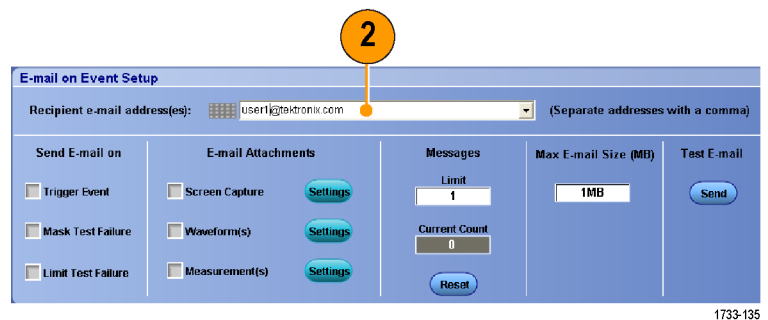 2
E-mail on Event Setup
Recipient e-mail address(es): user1@tektronix.com (Separate addresses with a comma)
Send E-mail on E-mail Attachments Messages Max E-mail Size (MB) Test E-mail
Limit
Trigger Event Screen Capture Settings 1 1MB Send
Mask Test Failure Waveform(s) Settings Current Count
0
Limit Test Failure Measurement(s) Settings
Reset
1733-135